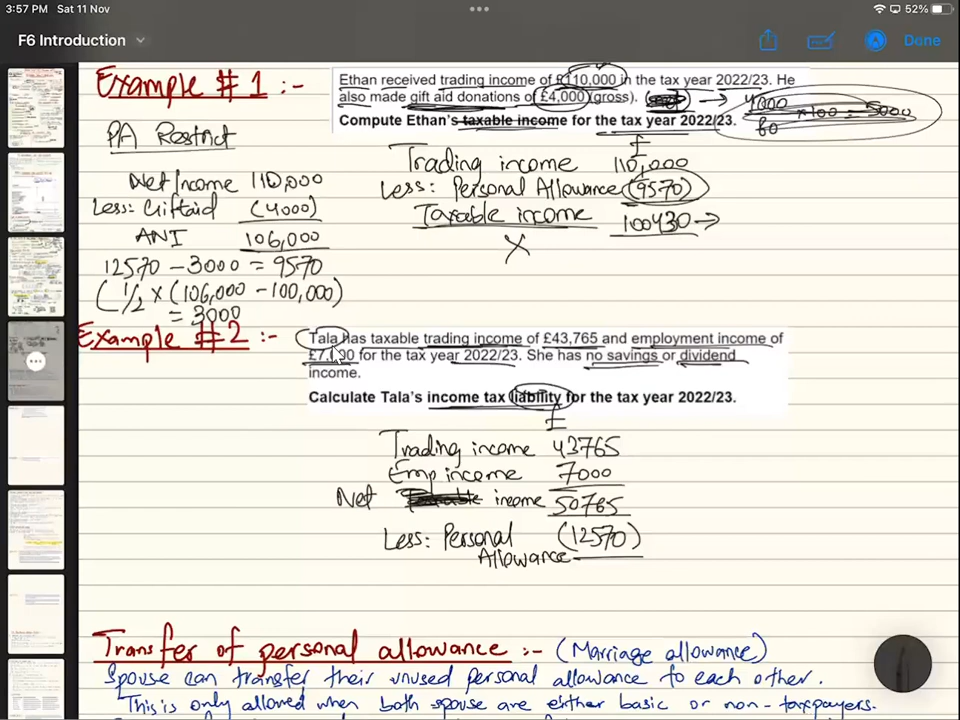 3:57 PM Sat 11 Nov
52%
F6 Introduction
Done
Example #1 :-
Ethan received trading income of £110,000 in the tax year 2022/23. He
also made gift aid donations of £4,000 (gross).
Compute Ethan's taxable income for the tax year 2022/23.
4000
80
x100 = 5000
PA Restrict
Net Income 110,000
Less: Giftaid (4000)
ANI 106,000
12570 - 3000 = 9570
(1/2 x (106,000 - 100,000)
= 3000
£
Trading income 110,000
Less: Personal Allowance (9570)
Taxable income 100430 →
X
Example #2 :-
Tala has taxable trading income of £43,765 and employment income of
for the tax year 2022/23. She has no savings or dividend
income.
Calculate Tala's income tax liability for the tax year 2022/23.
£
Trading income 43765
Emp income 7000
Net income 50765
Less: Personal (12570)
Allowance
Transfer of personal allowance :- (Marriage allowance)
Spouse can transfer their unused personal allowance to each other.
This is only allowed when both spouse are either basic or non-taxpayers.